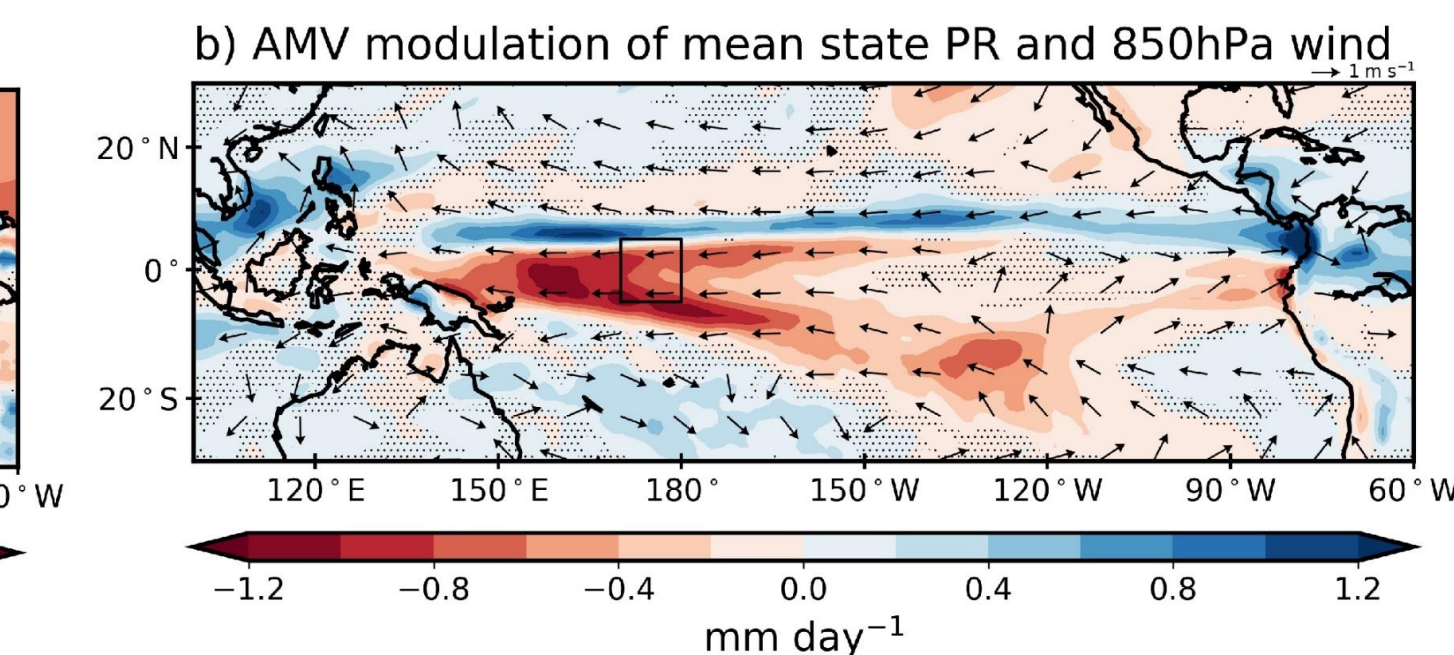 b) AMV modulation of mean state PR and 850hPa wind
1 m s⁻¹
20°N
0°
20°S
0°W
120°E 150°E 180° 150°W 120°W 90°W 60°W
−1.2 −0.8 −0.4 0.0 0.4 0.8 1.2
mm day⁻¹